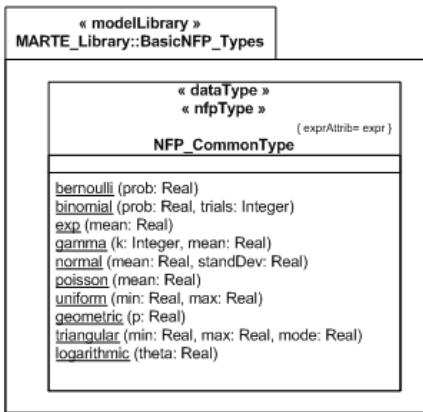 « modelLibrary »
MARTE_Library::BasicNFP_Types
« dataType »
« nfpType »
{ exprAttrib= expr }
NFP_CommonType
bernoulli (prob: Real)
binomial (prob: Real, trials: Integer)
exp (mean: Real)
gamma (k: Integer, mean: Real)
normal (mean: Real, standDev: Real)
poisson (mean: Real)
uniform (min: Real, max: Real)
geometric (p: Real)
triangular (min: Real, max: Real, mode: Real)
logarithmic (theta: Real)